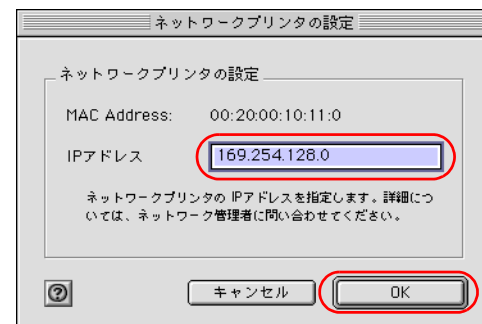 ネットワークプリンタの設定
ネットワークプリンタの設定
MAC Address: 00:20:00:10:11:0
IPアドレス 169.254.128.0
ネットワークプリンタの IPアドレスを指定します。詳細につ
いては、ネットワーク管理者に問い合わせてください。
? キャンセル OK